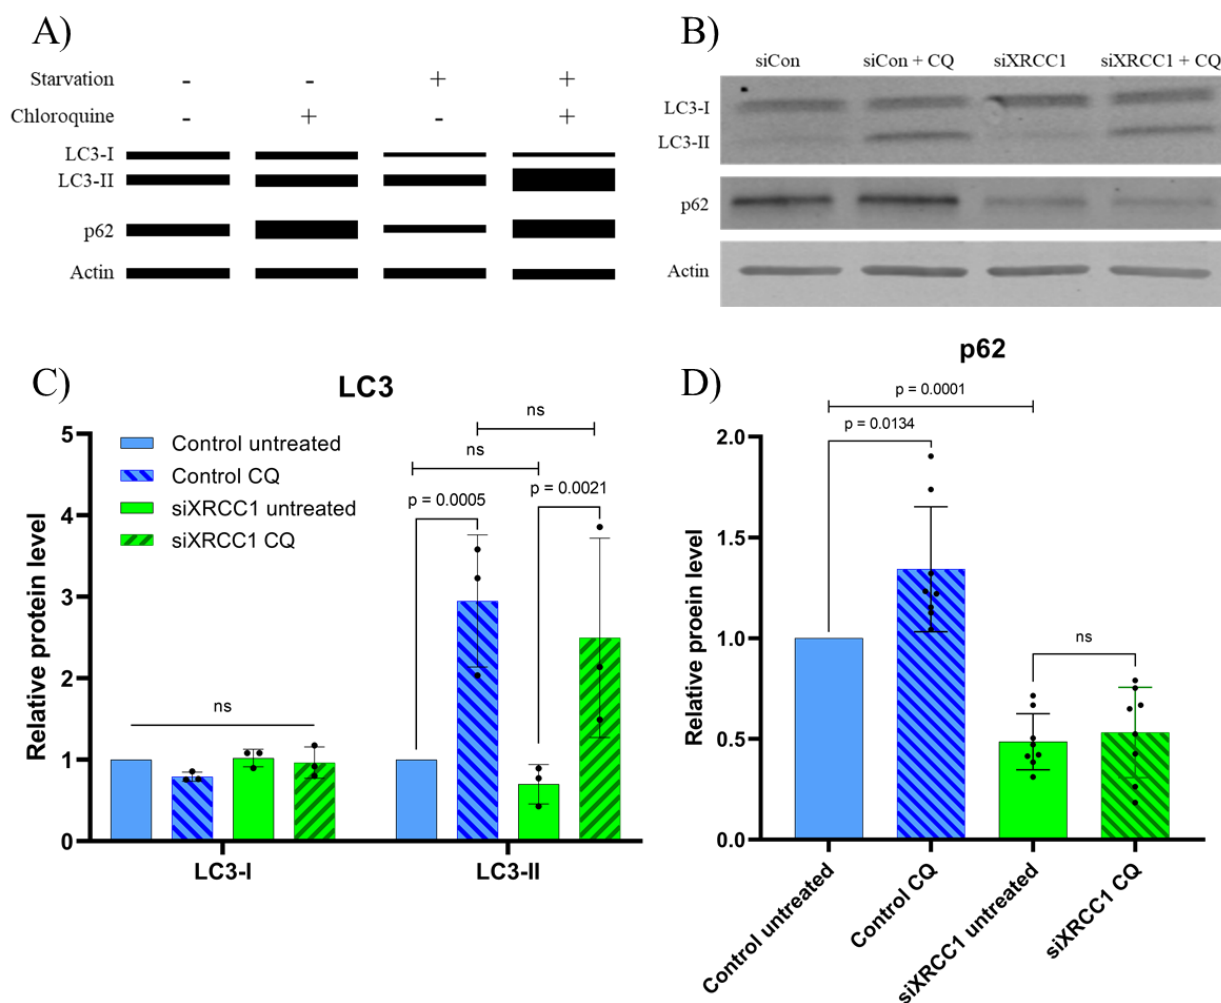 A)
Starvation - - + +
Chloroquine - + - +
LC3-I
LC3-II
p62
Actin
B)
siCon siCon + CQ siXRCC1 siXRCC1 + CQ
LC3-I
LC3-II
p62
Actin
C)
LC3
Control untreated
Control CQ
siXRCC1 untreated
siXRCC1 CQ
ns
ns
p = 0.0005
p = 0.0021
ns
Relative protein level
5
4
3
2
1
0
LC3-I LC3-II
D)
p62
p = 0.0001
p = 0.0134
ns
Relative proein level
2.0
1.5
1.0
0.5
0.0
Control untreated
Control CQ
siXRCC1 untreated
siXRCC1 CQ